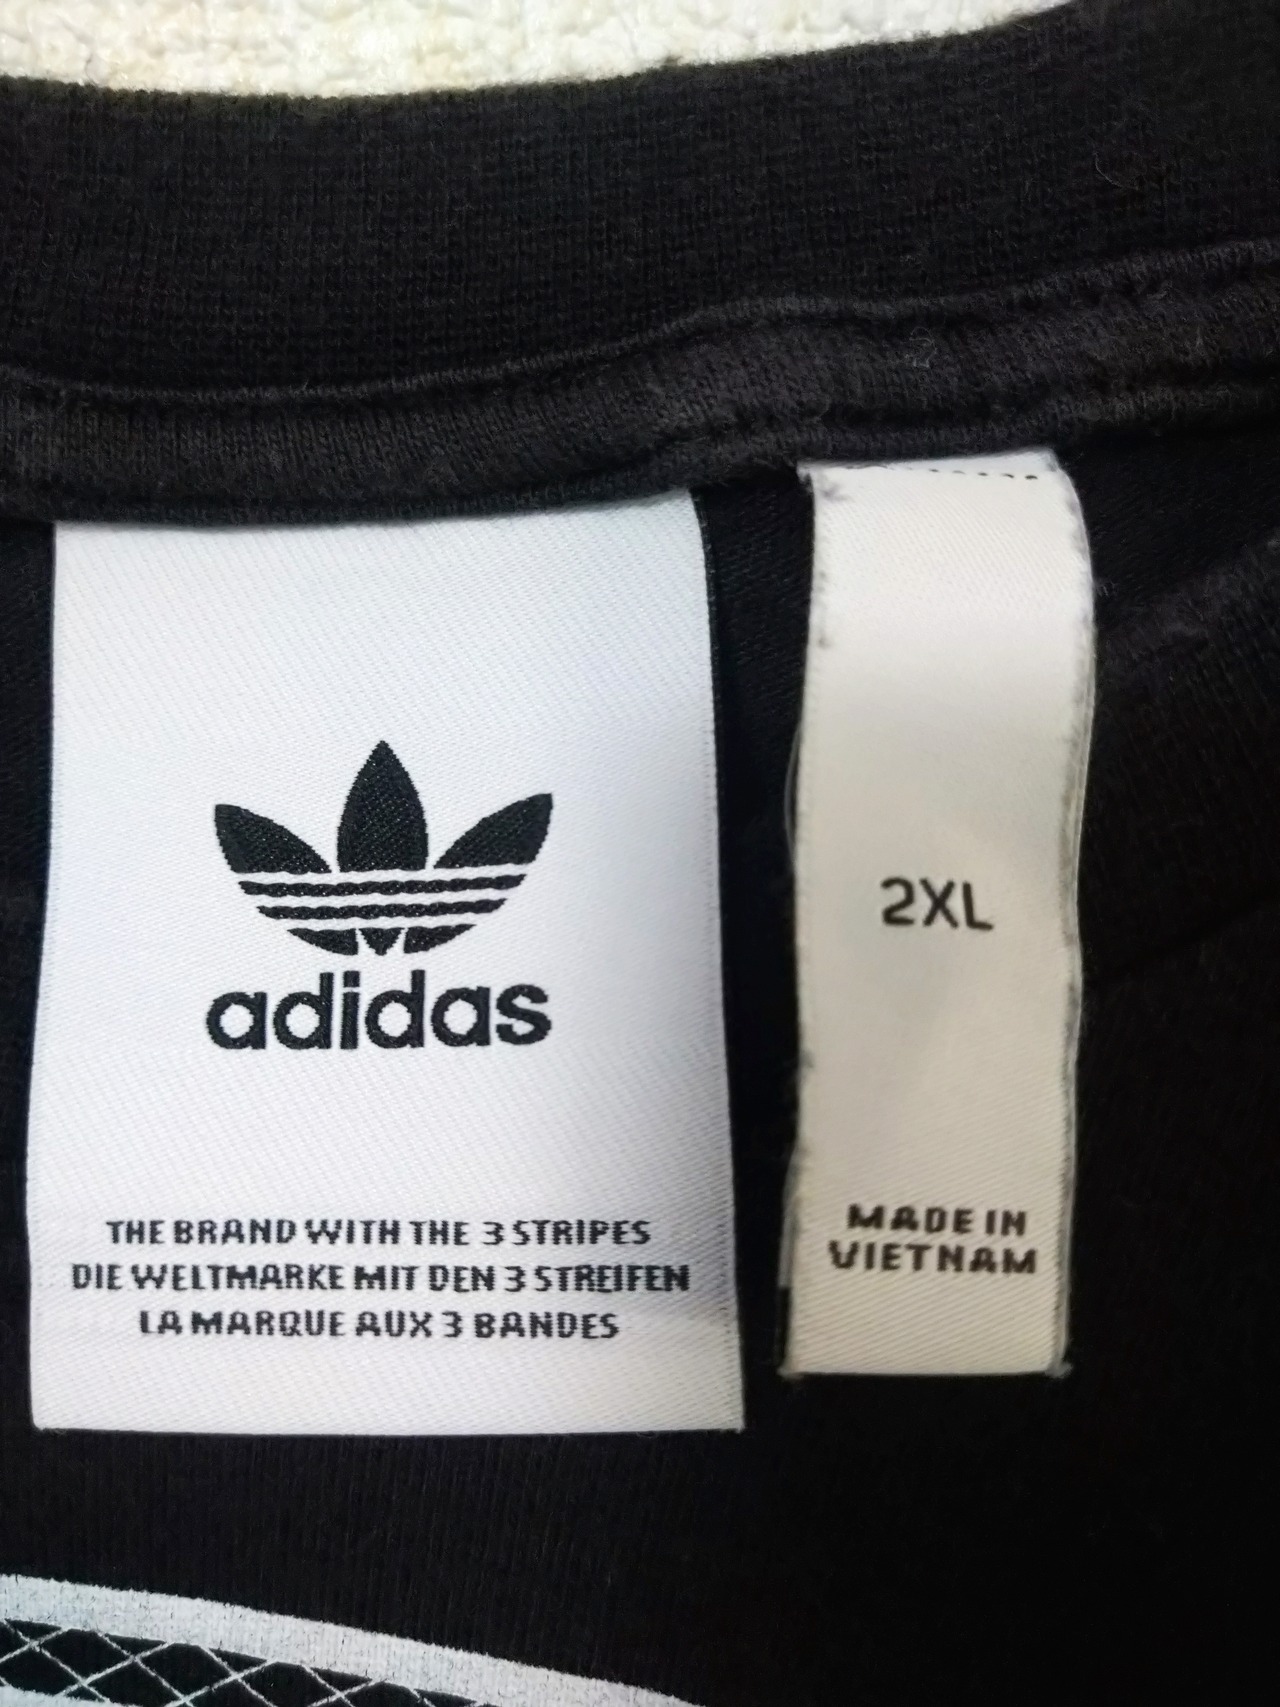 adidas
THE BRAND WITH THE 3 STRIPES
DIE WELTMARKE MIT DEN 3 STREIFEN
LA MARQUE AUX 3 BANDES
2XL
MADE IN
VIETNAM